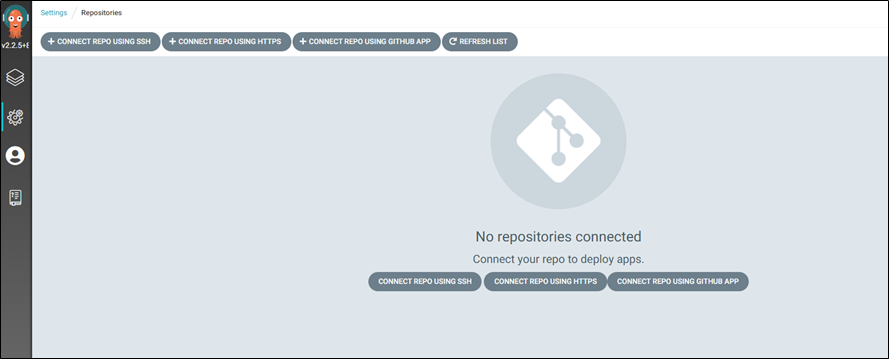 Settings / Repositories
v2.2.5+8
+ CONNECT REPO USING SSH + CONNECT REPO USING HTTPS + CONNECT REPO USING GITHUB APP REFRESH LIST
No repositories connected
Connect your repo to deploy apps.
CONNECT REPO USING SSH CONNECT REPO USING HTTPS CONNECT REPO USING GITHUB APP